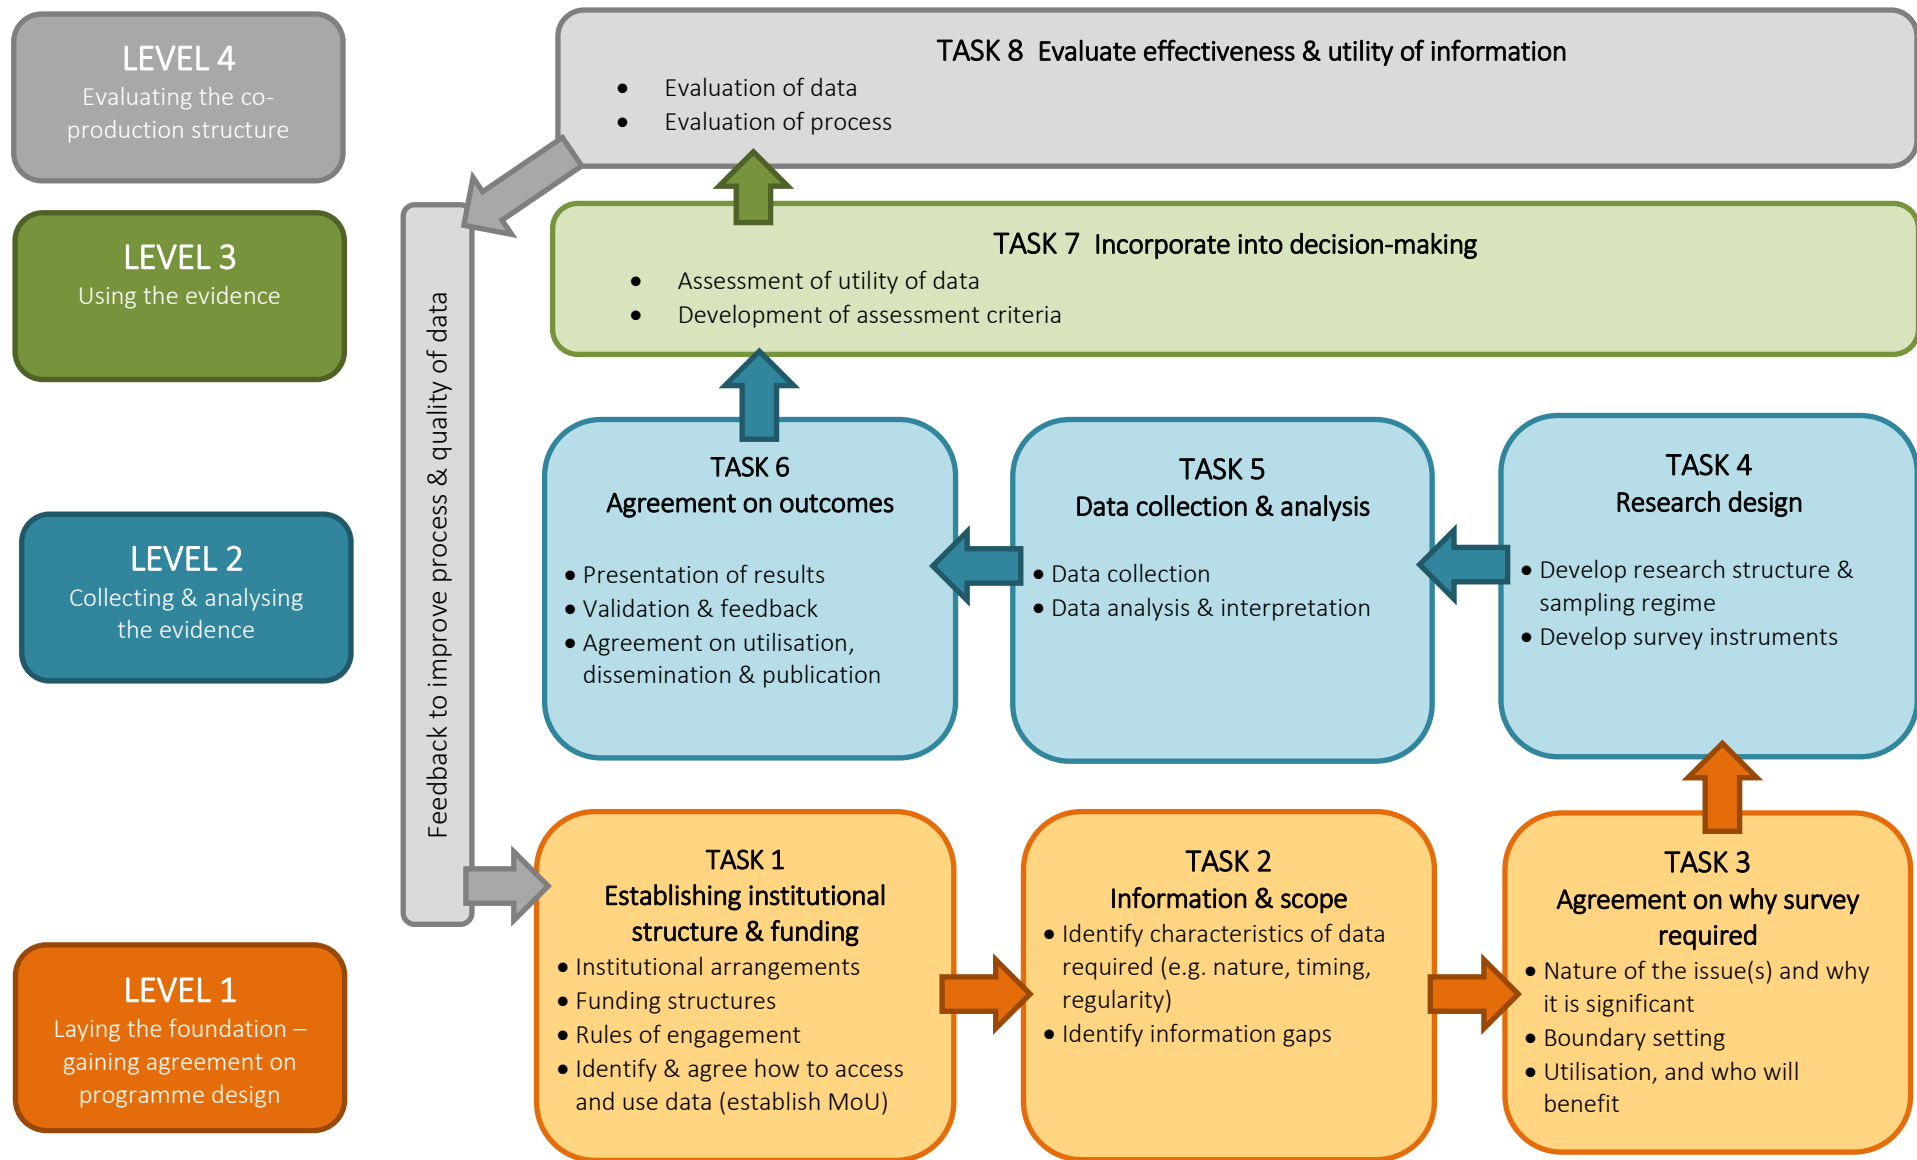 LEVEL 4
Evaluating the co-
production structure
TASK 8 Evaluate effectiveness & utility of information
• Evaluation of data
• Evaluation of process
LEVEL 3
Using the evidence
TASK 7 Incorporate into decision-making
• Assessment of utility of data
• Development of assessment criteria
Feedback to improve process & quality of data
LEVEL 2
Collecting & analysing
the evidence
TASK 6
Agreement on outcomes
• Presentation of results
• Validation & feedback
• Agreement on utilisation,
dissemination & publication
TASK 5
Data collection & analysis
• Data collection
• Data analysis & interpretation
TASK 4
Research design
• Develop research structure &
sampling regime
• Develop survey instruments
LEVEL 1
Laying the foundation –
gaining agreement on
programme design
TASK 1
Establishing institutional
structure & funding
• Institutional arrangements
• Funding structures
• Rules of engagement
• Identify & agree how to access
and use data (establish MoU)
TASK 2
Information & scope
• Identify characteristics of data
required (e.g. nature, timing,
regularity)
• Identify information gaps
TASK 3
Agreement on why survey
required
• Nature of the issue(s) and why
it is significant
• Boundary setting
• Utilisation, and who will
benefit